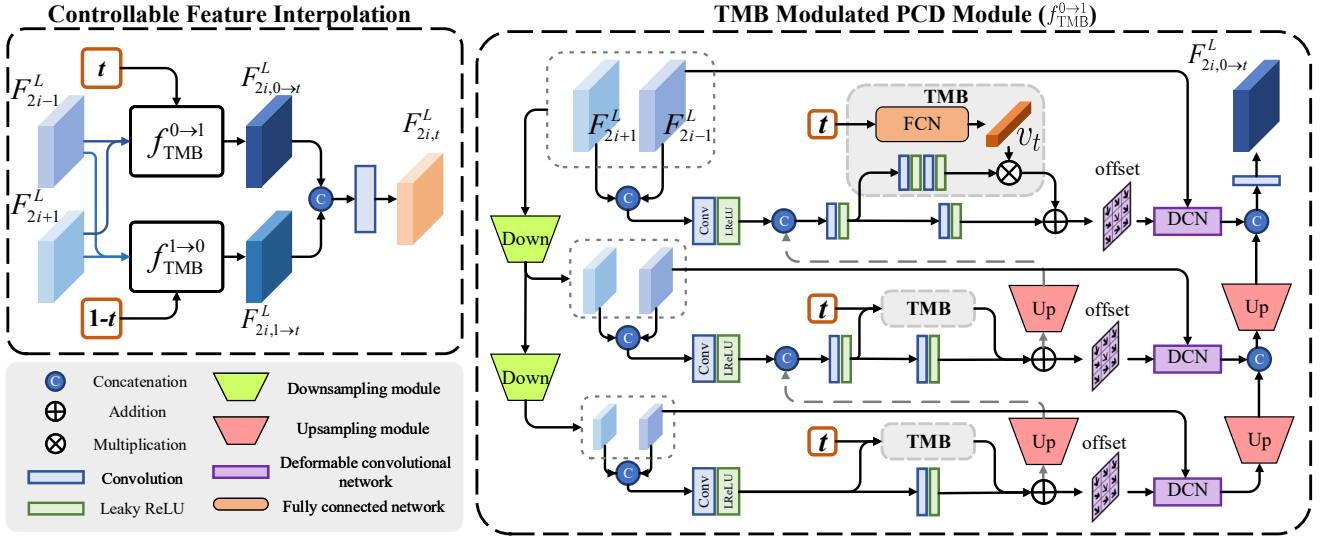 Controllable Feature Interpolation
t
F^L_{2i-1}
f^{0→1}_{TMB}
F^L_{2i,0→t}
F^L_{2i,t}
C
F^L_{2i+1}
f^{1→0}_{TMB}
1-t
F^L_{2i,1→t}
C
Concatenation
Addition
Multiplication
Convolution
Leaky ReLU
Downsampling module
Upsampling module
Deformable convolutional
network
Fully connected network
TMB Modulated PCD Module (f^{0→1}_{TMB})
F^L_{2i+1}
F^L_{2i-1}
F^L_{2i,0→t}
TMB
t
FCN
v_t
C
Conv
LReLU
C
offset
DCN
C
Down
C
Conv
LReLU
C
t
TMB
Up
offset
DCN
C
Up
Down
C
Conv
LReLU
t
TMB
Up
offset
DCN
Up